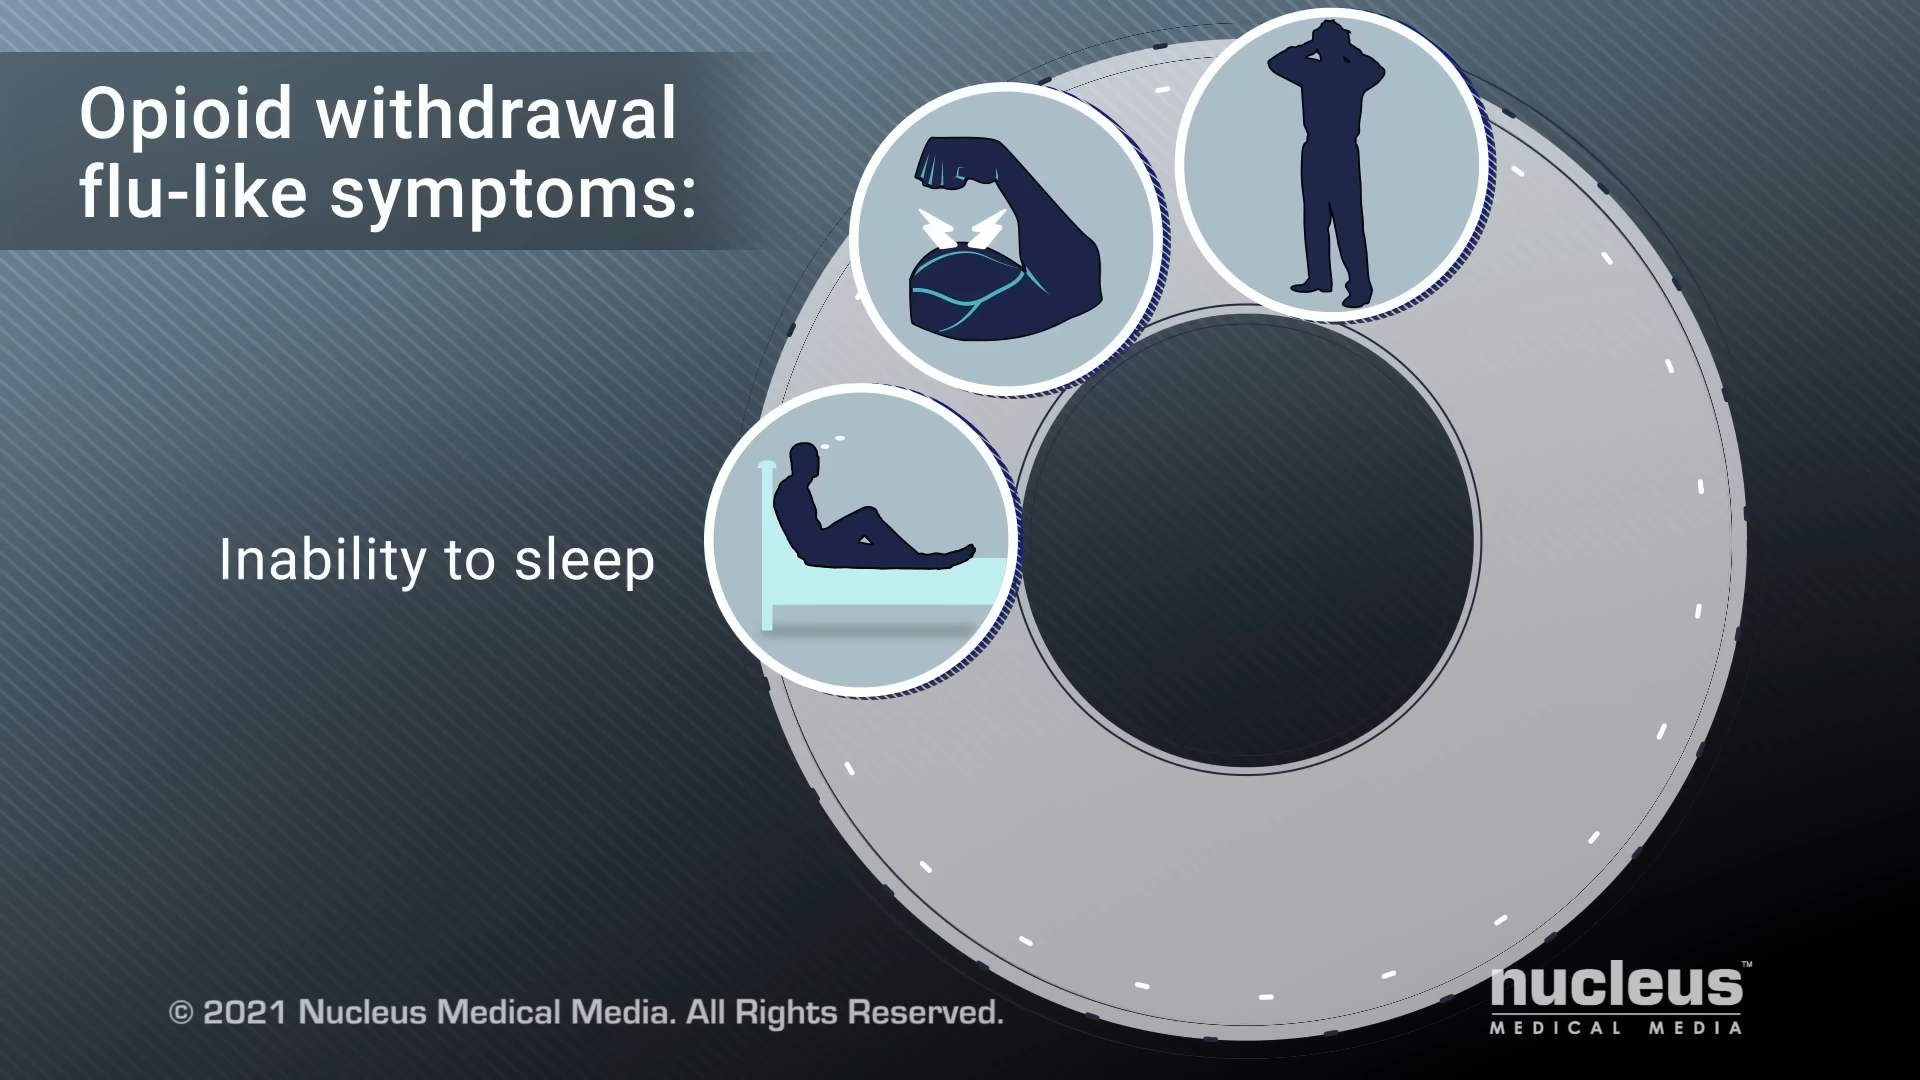 Opioid withdrawal
flu-like symptoms:
Inability to sleep
© 2021 Nucleus Medical Media. All Rights Reserved.
nucleus™
MEDICAL MEDIA